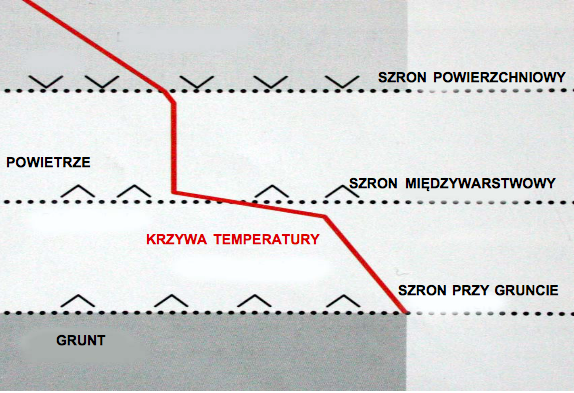 SZRON POWIERZCHNIOWY
POWIETRZE
SZRON MIĘDZYWARSTWOWY
KRZYWA TEMPERATURY
SZRON PRZY GRUNCIE
GRUNT